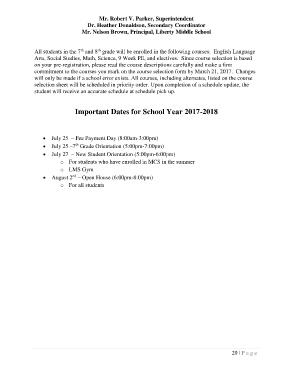 Mr. Robert V. Parker, Superintendent
Dr. Heather Donaldson, Secondary Coordinator
Mr. Nelson Brown, Principal, Liberty Middle School
All students in the 7th and 8th grade will be enrolled in the following courses: English Language
Arts, Social Studies, Math, Science, 9 Week PE, and electives. Since course selection is based
on your pre-registration, please read the course descriptions carefully and make a firm
commitment to the courses you mark on the course selection form by March 21, 2017. Changes
will only be made if a school error exists. All courses, including alternates, listed on the course
selection sheet will be scheduled in priority order. Upon completion of a schedule update, the
student will receive an accurate schedule at schedule pick up.
Important Dates for School Year 2017-2018
• July 25 – Fee Payment Day (8:00am-3:00pm)
• July 25 -7th Grade Orientation (5:00pm-7:00pm)
• July 27 – New Student Orientation (5:00pm-6:00pm)
o For students who have enrolled in MCS in the summer
o LMS Gym
• August 2nd – Open House (6:00pm-8:00pm)
o For all students
29 | Page